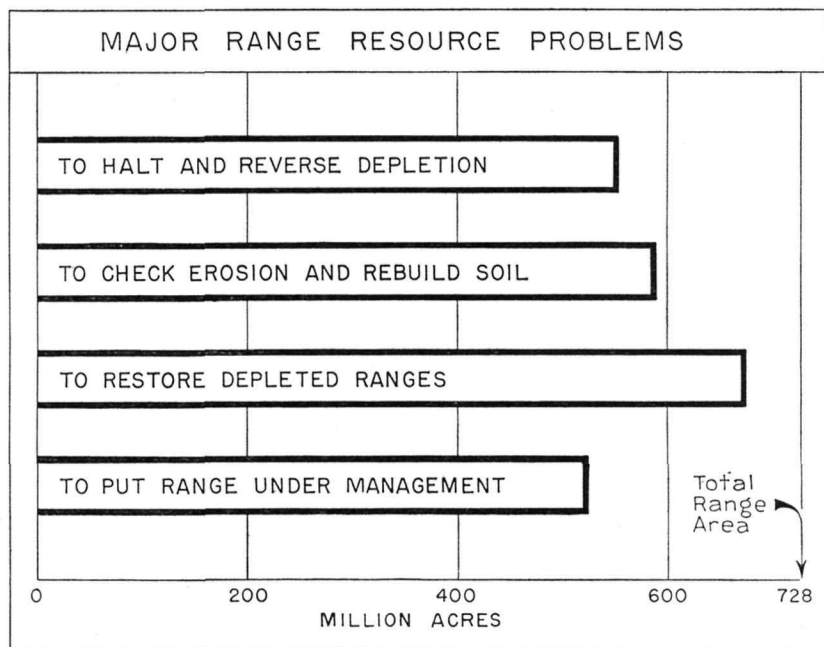 MAJOR RANGE RESOURCE PROBLEMS
TO HALT AND REVERSE DEPLETION
TO CHECK EROSION AND REBUILD SOIL
TO RESTORE DEPLETED RANGES
TO PUT RANGE UNDER MANAGEMENT
Total
Range
Area
0 200 400 600 728
MILLION ACRES